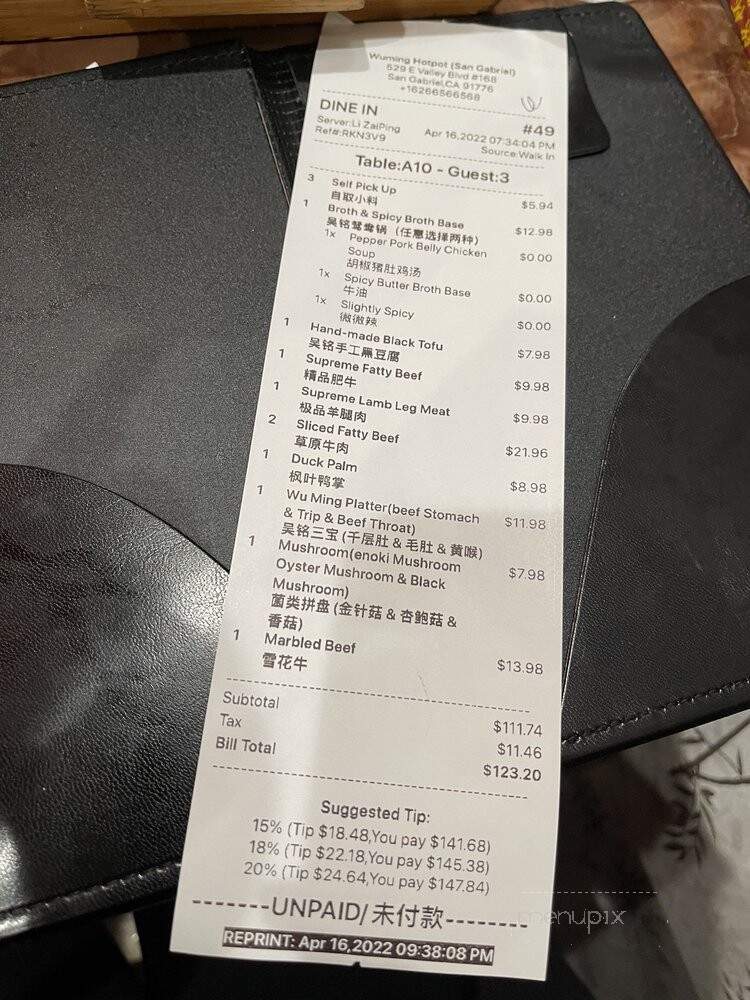 Wuming Hotpot (San Gabriel)
529 E Valley Blvd #168
San Gabriel,CA 91776
+16266566568
DINE IN #49
Server:Li ZaiPing Apr 16,2022 07:34:04 PM
Ref#:RKN3V9 Source:Walk In
Table:A10 - Guest:3
3 Self Pick Up $5.94
自取小料
1 Broth & Spicy Broth Base $12.98
吴铭鸳鸯锅（任意选择两种）
1x Pepper Pork Belly Chicken $0.00
Soup
胡椒猪肚鸡汤
1x Spicy Butter Broth Base $0.00
牛油
1x Slightly Spicy $0.00
微微辣
1 Hand-made Black Tofu $7.98
吴铭手工黑豆腐
1 Supreme Fatty Beef $9.98
精品肥牛
1 Supreme Lamb Leg Meat $9.98
极品羊腿肉
2 Sliced Fatty Beef $21.96
草原牛肉
1 Duck Palm $8.98
枫叶鸭掌
1 Wu Ming Platter(beef Stomach $11.98
& Trip & Beef Throat)
吴铭三宝 (千层肚 & 毛肚 & 黄喉)
1 Mushroom(enoki Mushroom $7.98
Oyster Mushroom & Black
Mushroom)
菌类拼盘 (金针菇 & 杏鲍菇 &
香菇)
1 Marbled Beef $13.98
雪花牛
Subtotal $111.74
Tax $11.46
Bill Total $123.20
Suggested Tip:
15% (Tip $18.48,You pay $141.68)
18% (Tip $22.18,You pay $145.38)
20% (Tip $24.64,You pay $147.84)
-------UNPAID/ 未付款-------
REPRINT: Apr 16,2022 09:38:08 PM
menupix